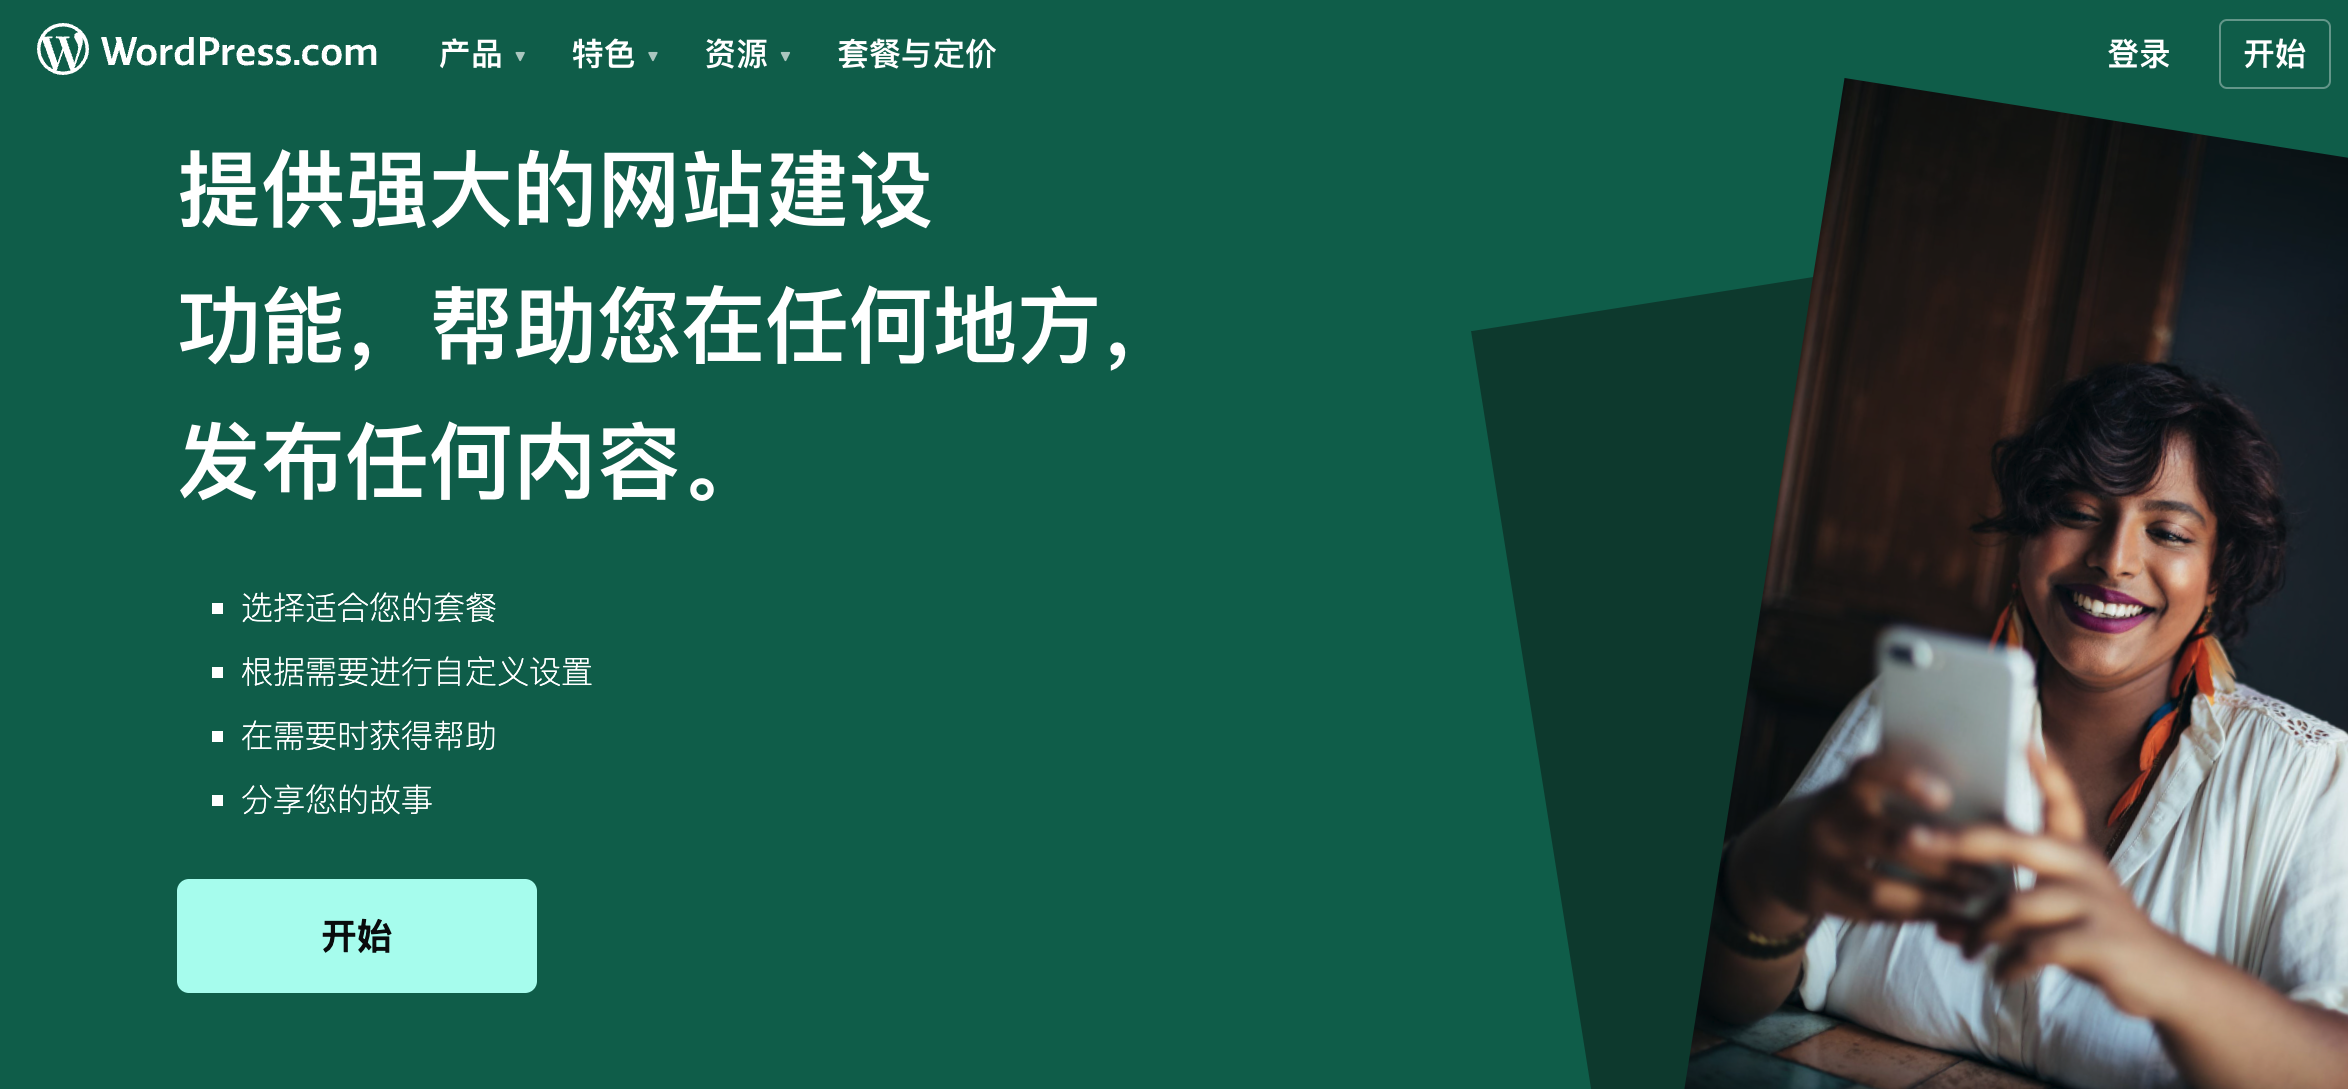 WordPress.com 产品 特色 资源 套餐与定价 登录 开始
提供强大的网站建设
功能，帮助您在任何地方，
发布任何内容。
选择适合您的套餐
根据需要进行自定义设置
在需要时获得帮助
分享您的故事
开始